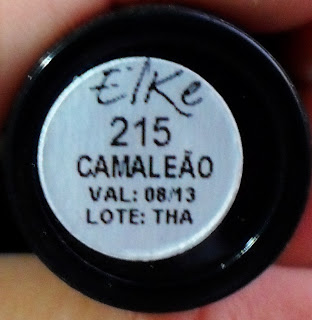 Elke
215
CAMALEÃO
VAL: 08/13
LOTE: THA